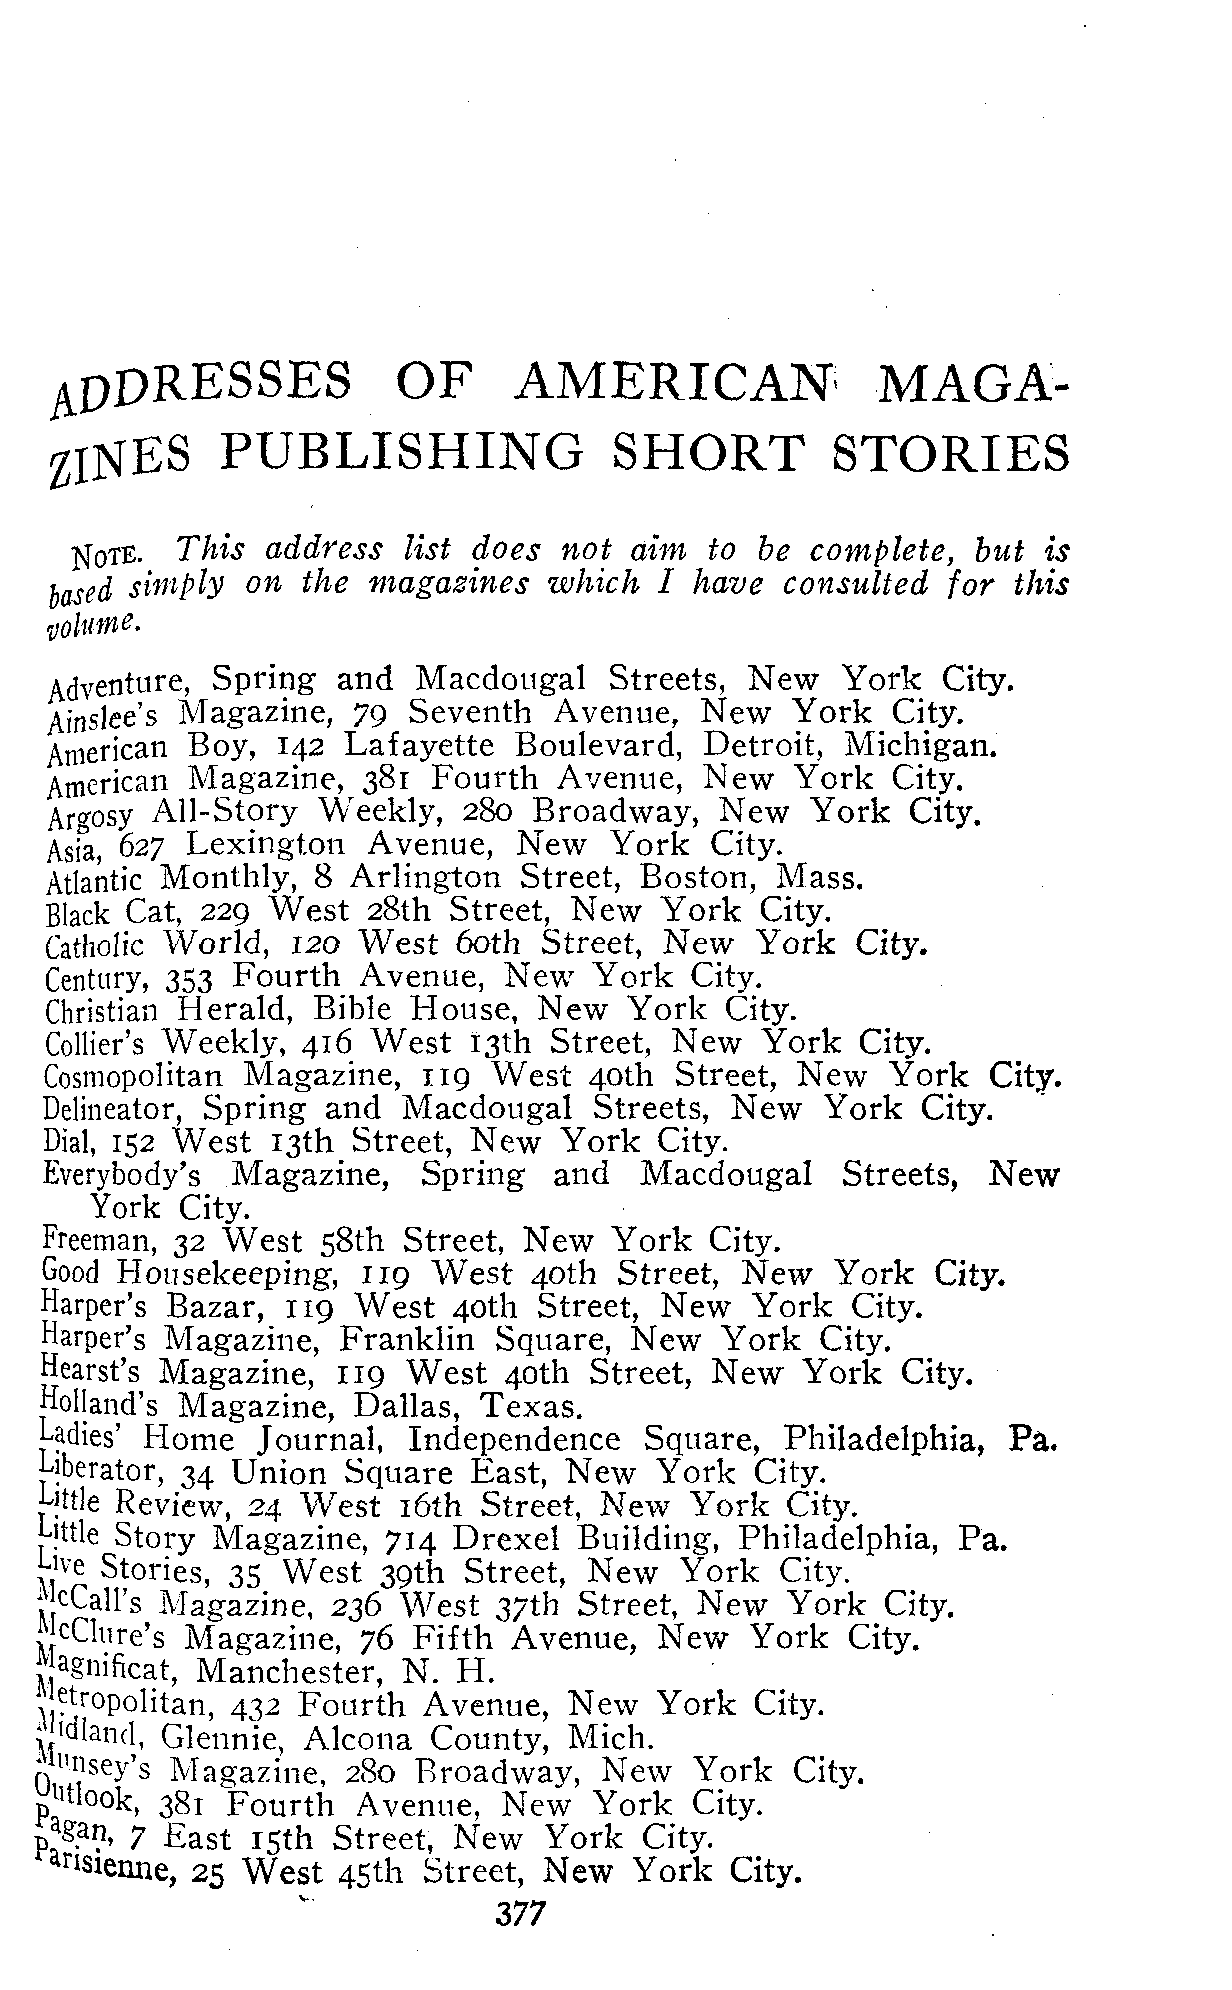 ADDRESSES OF AMERICAN MAGA-
ZINES PUBLISHING SHORT STORIES
NOTE. This address list does not aim to be complete, but is
based simply on the magazines which I have consulted for this
volume.
Adventure, Spring and Macdougal Streets, New York City.
Ainslee's Magazine, 79 Seventh Avenue, New York City.
American Boy, 142 Lafayette Boulevard, Detroit, Michigan.
American Magazine, 381 Fourth Avenue, New York City.
Argosy All-Story Weekly, 280 Broadway, New York City.
Asia, 627 Lexington Avenue, New York City.
Atlantic Monthly, 8 Arlington Street, Boston, Mass.
Black Cat, 229 West 28th Street, New York City.
Catholic World, 120 West 60th Street, New York City.
Century, 353 Fourth Avenue, New York City.
Christian Herald, Bible House, New York City.
Collier's Weekly, 416 West 13th Street, New York City.
Cosmopolitan Magazine, 119 West 40th Street, New York City.
Delineator, Spring and Macdougal Streets, New York City.
Dial, 152 West 13th Street, New York City.
Everybody's Magazine, Spring and Macdougal Streets, New
York City.
Freeman, 32 West 58th Street, New York City.
Good Housekeeping, 119 West 40th Street, New York City.
Harper's Bazar, 119 West 40th Street, New York City.
Harper's Magazine, Franklin Square, New York City.
Hearst's Magazine, 119 West 40th Street, New York City.
Holland's Magazine, Dallas, Texas.
Ladies' Home Journal, Independence Square, Philadelphia, Pa.
Liberator, 34 Union Square East, New York City.
Little Review, 24 West 16th Street, New York City.
Little Story Magazine, 714 Drexel Building, Philadelphia, Pa.
Live Stories, 35 West 39th Street, New York City.
McCall's Magazine, 236 West 37th Street, New York City.
McClure's Magazine, 76 Fifth Avenue, New York City.
Magnificat, Manchester, N. H.
Metropolitan, 432 Fourth Avenue, New York City.
Midland, Glennie, Alcona County, Mich.
Munsey's Magazine, 280 Broadway, New York City.
Outlook, 381 Fourth Avenue, New York City.
Pagan, 7 East 15th Street, New York City.
Parisienne, 25 West 45th Street, New York City.
377